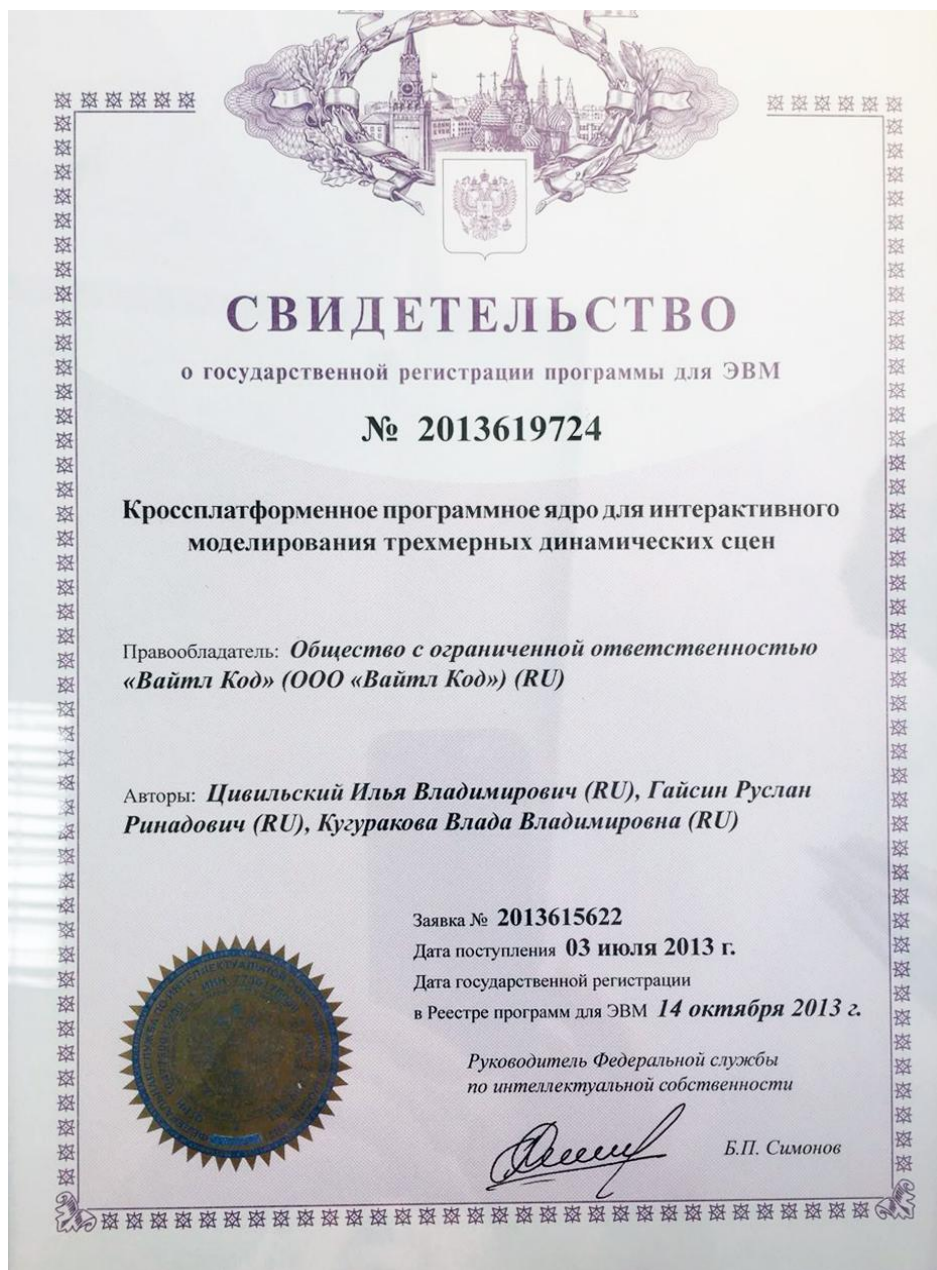 СВИДЕТЕЛЬСТВО
о государственной регистрации программы для ЭВМ
№ 2013619724
Кроссплатформенное программное ядро для интерактивного
моделирования трехмерных динамических сцен
Правообладатель: Общество с ограниченной ответственностью
«Вайтл Код» (ООО «Вайтл Код») (RU)
Авторы: Цивильский Илья Владимирович (RU), Гайсин Руслан
Ринадович (RU), Кугуракова Влада Владимировна (RU)
Заявка № 2013615622
Дата поступления 03 июля 2013 г.
Дата государственной регистрации
в Реестре программ для ЭВМ 14 октября 2013 г.
Руководитель Федеральной службы
по интеллектуальной собственности
Б.П. Симонов